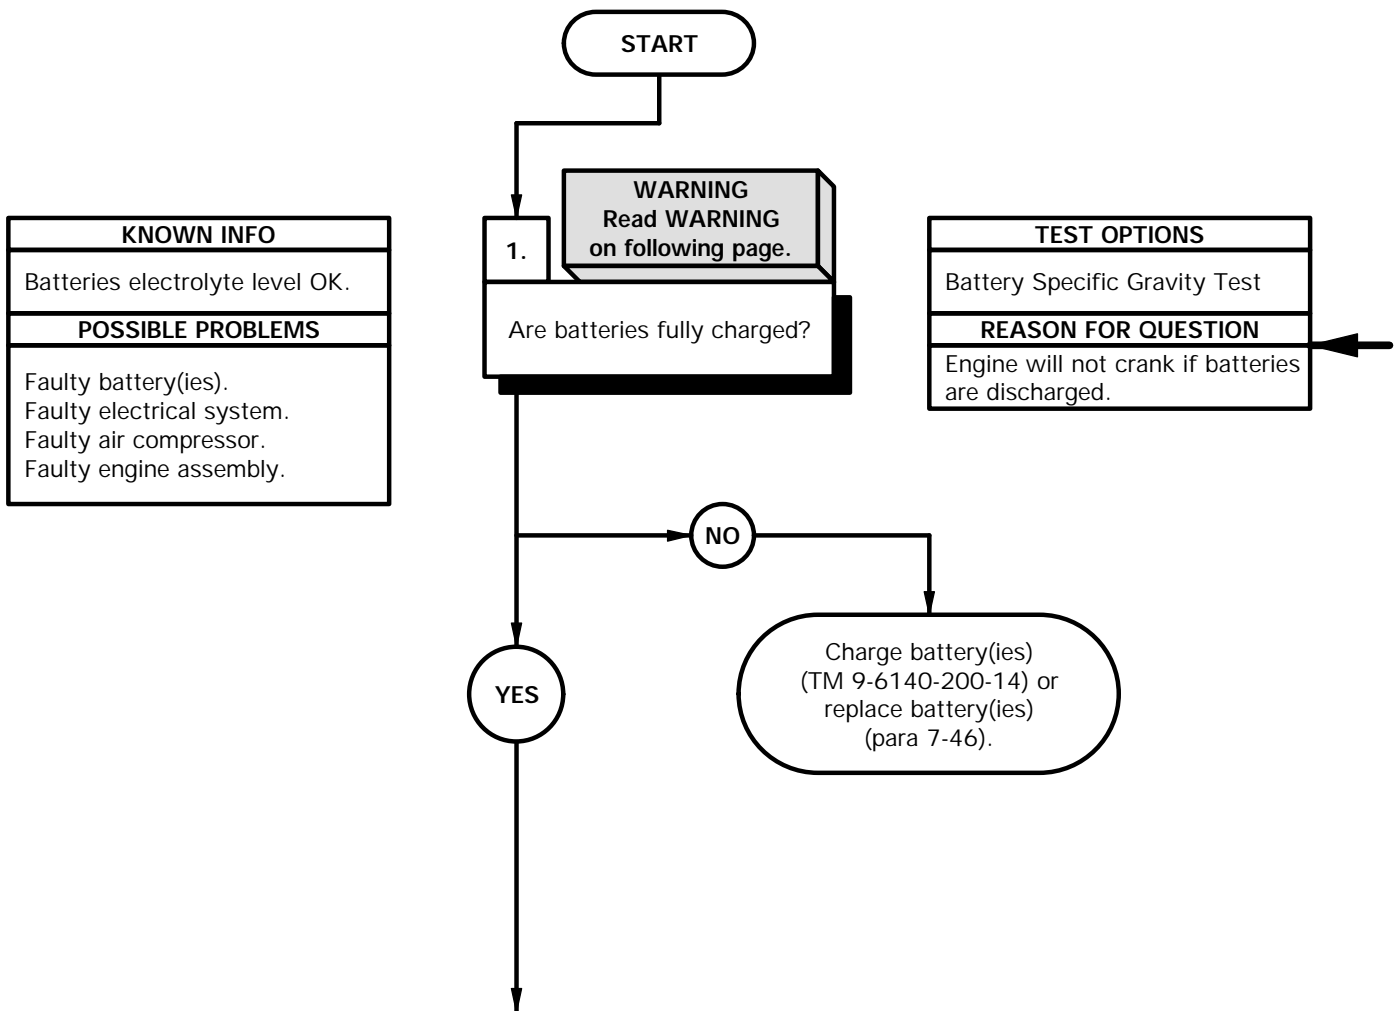 START
KNOWN INFO
Batteries electrolyte level OK.
POSSIBLE PROBLEMS
Faulty battery(ies).
Faulty electrical system.
Faulty air compressor.
Faulty engine assembly.
WARNING
Read WARNING
on following page.
1.
Are batteries fully charged?
TEST OPTIONS
Battery Specific Gravity Test
REASON FOR QUESTION
Engine will not crank if batteries
are discharged.
NO
YES
Charge battery(ies)
(TM 9-6140-200-14) or
replace battery(ies)
(para 7-46).